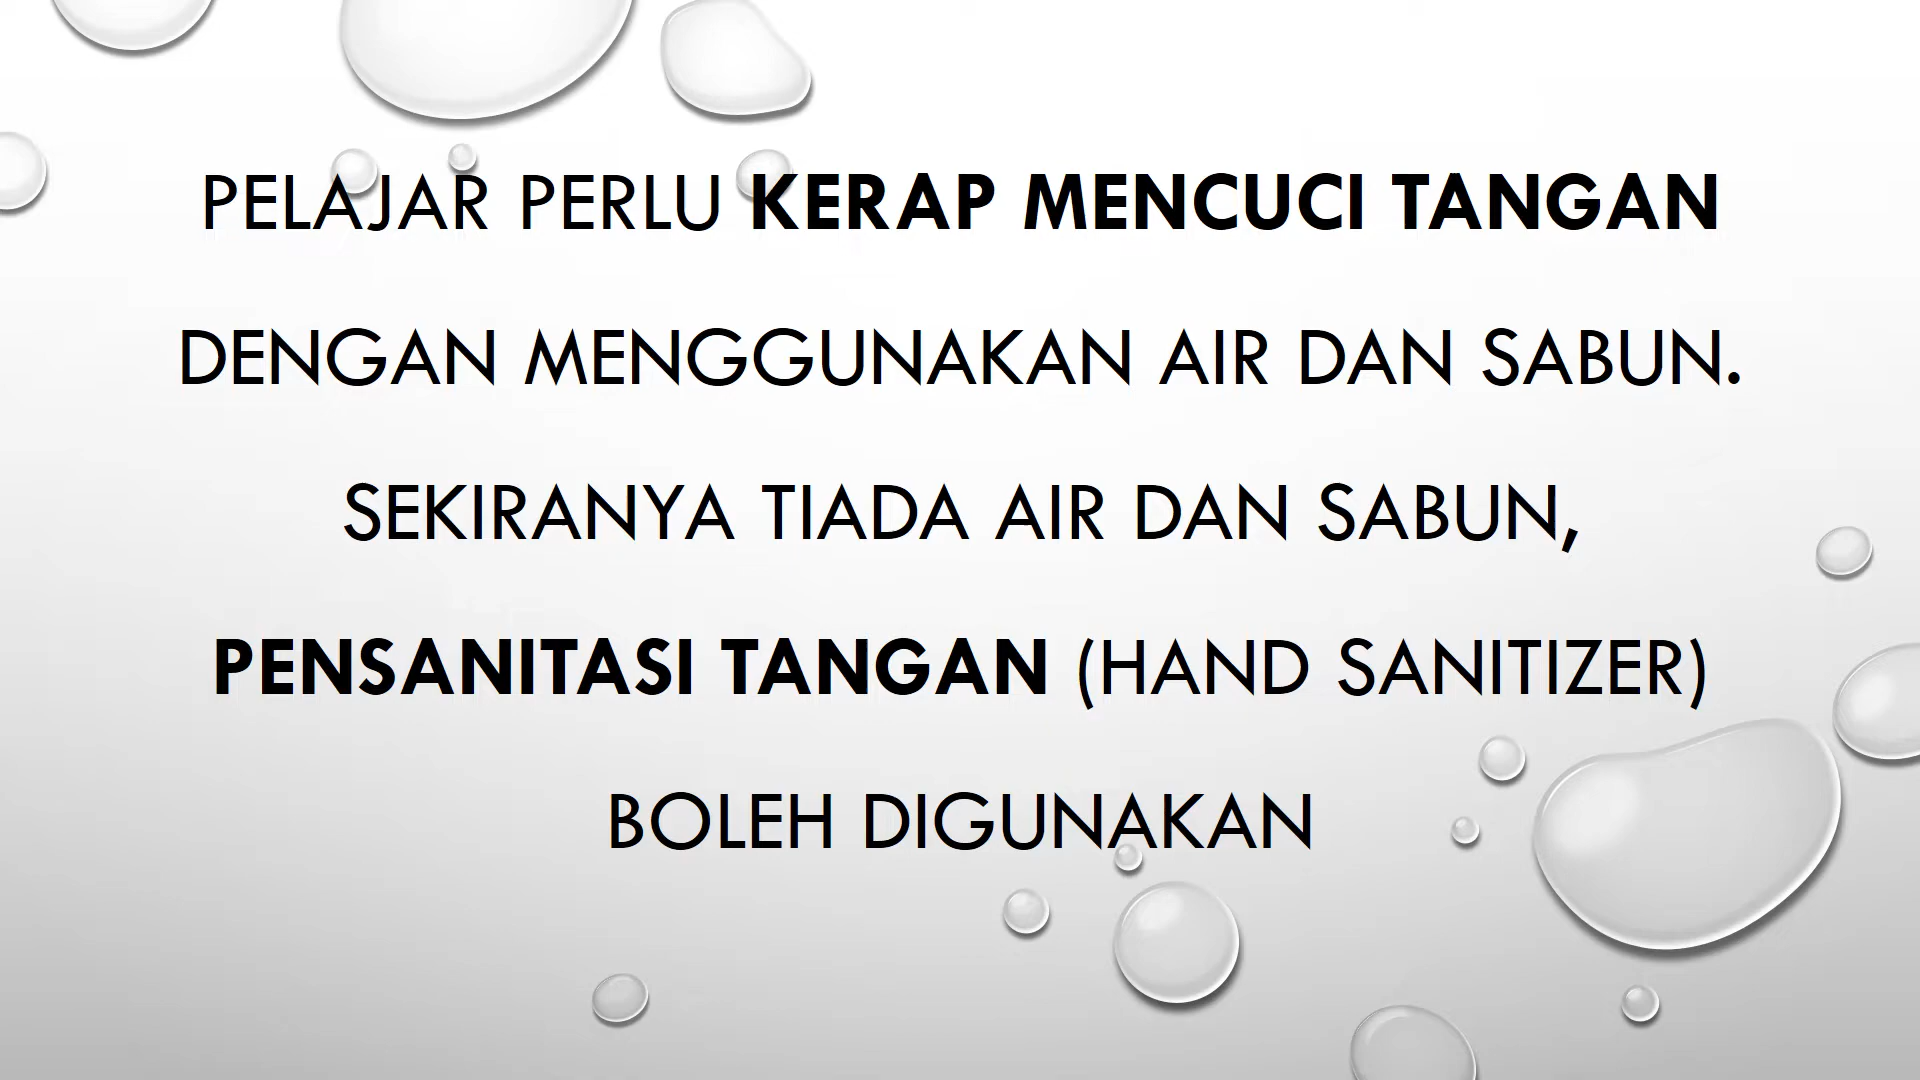 PELAJAR PERLU KERAP MENCUCI TANGAN
DENGAN MENGGUNAKAN AIR DAN SABUN.
SEKIRANYA TIADA AIR DAN SABUN,
PENSANITASI TANGAN (HAND SANITIZER)
BOLEH DIGUNAKAN